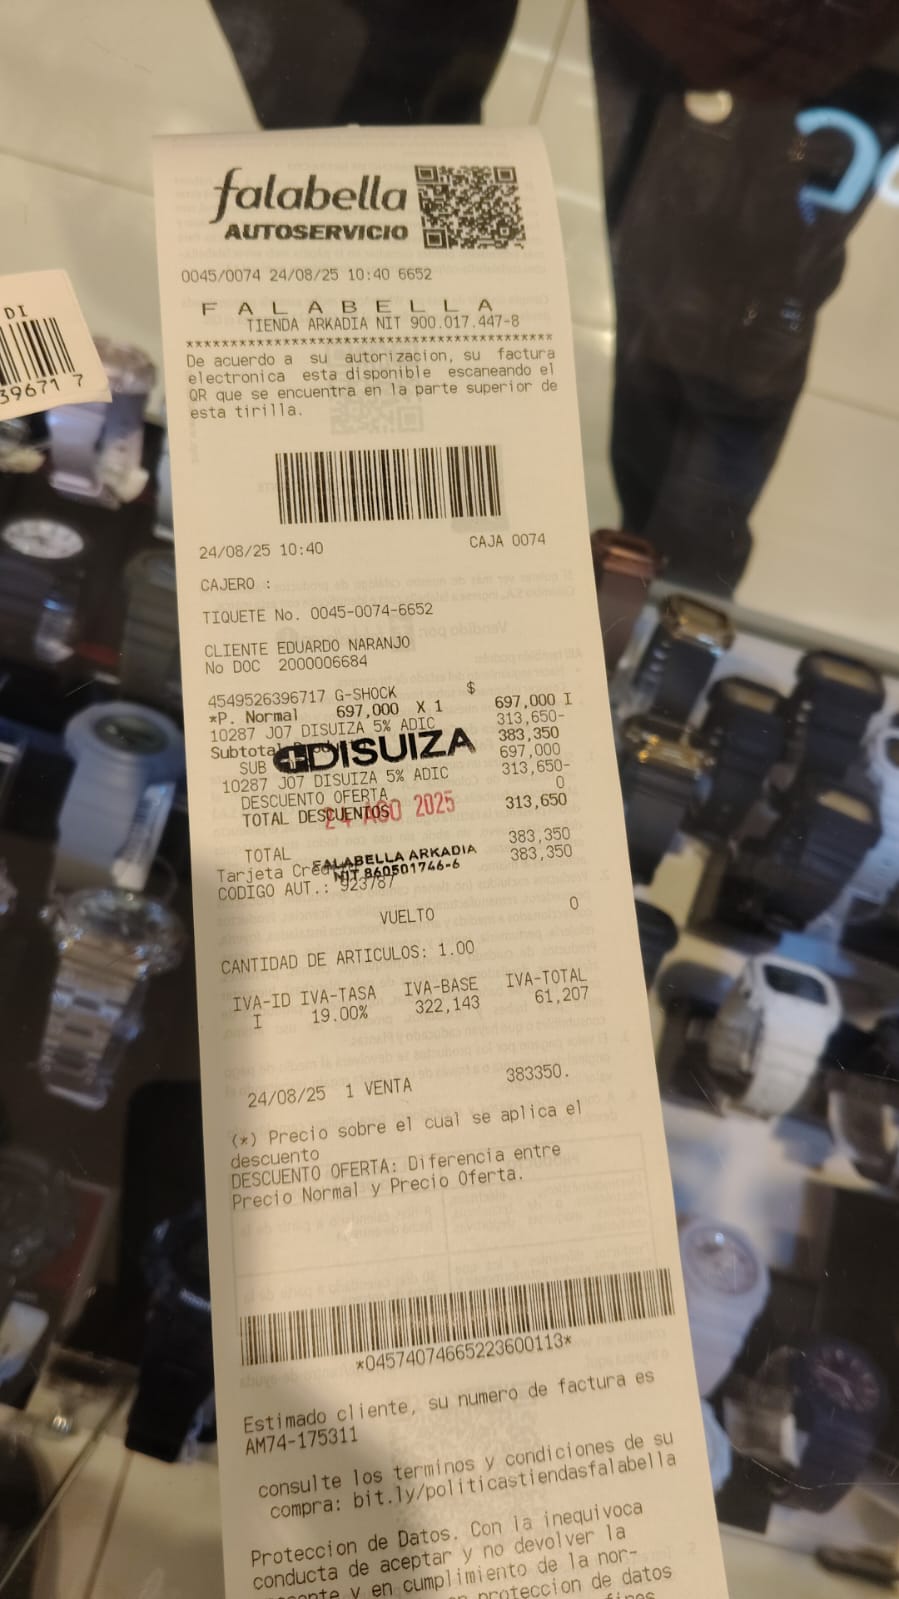 DI
39671 7
falabella
AUTOSERVICIO
0045/0074 24/08/25 10:40 6652
F A L A B E L L A
TIENDA ARKADIA NIT 900.017.447-8
******************************************
De acuerdo a su autorizacion, su factura
electronica esta disponible escaneando el
QR que se encuentra en la parte superior de
esta tirilla.
24/08/25 10:40 CAJA 0074
CAJERO :
TIQUETE No. 0045-0074-6652
CLIENTE EDUARDO NARANJO
No DOC 2000006684
4549526396717 G-SHOCK $
*P. Normal 697,000 X 1 697,000 I
10287 J07 DISUIZA 5% ADIC 313,650-
Subtotal 383,350
SUB 697,000
DISUIZA
10287 J07 DISUIZA 5% ADIC 313,650-
DESCUENTO OFERTA 0
TOTAL DESCUENTOS 313,650
24 AGO 2025
TOTAL 383,350
Tarjeta 383,350
FALABELLA ARKADIA
NIT 860501746-6
CODIGO AUT.: 923787
VUELTO 0
CANTIDAD DE ARTICULOS: 1.00
IVA-ID IVA-TASA IVA-BASE IVA-TOTAL
I 19.00% 322,143 61,207
24/08/25 1 VENTA 383350.
(*) Precio sobre el cual se aplica el
descuento
DESCUENTO OFERTA: Diferencia entre
Precio Normal y Precio Oferta.
*04574074665223600113*
Estimado cliente, su numero de factura es
AM74-175311
consulte los terminos y condiciones de su
compra: bit.ly/politicastiendasfalabella
Proteccion de Datos. Con la inequivoca
conducta de aceptar y no devolver la
y en cumplimiento de la nor-
proteccion de datos
fines